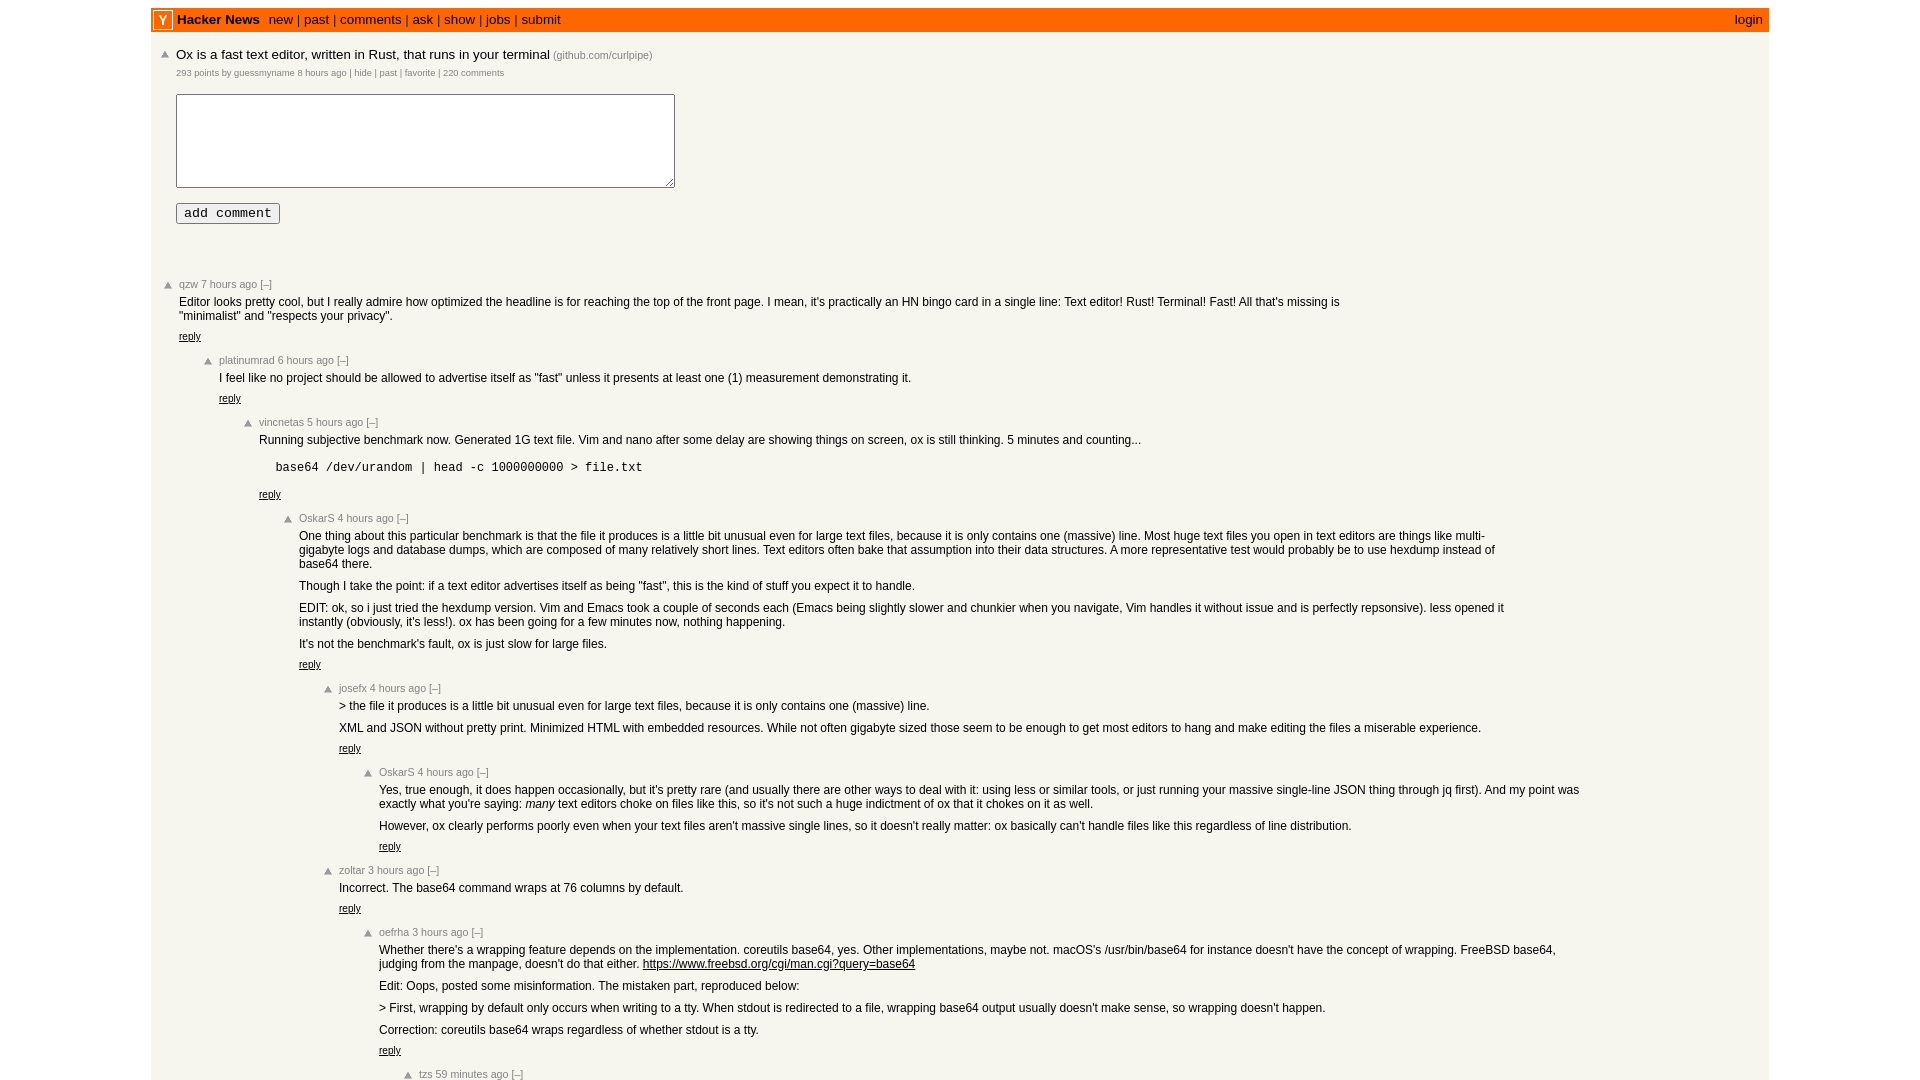 Y Hacker News new | past | comments | ask | show | jobs | submit login
Ox is a fast text editor, written in Rust, that runs in your terminal (github.com/curlpipe)
293 points by guessmyname 8 hours ago | hide | past | favorite | 220 comments
add comment
qzw 7 hours ago [–]
Editor looks pretty cool, but I really admire how optimized the headline is for reaching the top of the front page. I mean, it's practically an HN bingo card in a single line: Text editor! Rust! Terminal! Fast! All that's missing is
"minimalist" and "respects your privacy".
reply
platinumrad 6 hours ago [–]
I feel like no project should be allowed to advertise itself as "fast" unless it presents at least one (1) measurement demonstrating it.
reply
vincnetas 5 hours ago [–]
Running subjective benchmark now. Generated 1G text file. Vim and nano after some delay are showing things on screen, ox is still thinking. 5 minutes and counting...
base64 /dev/urandom | head -c 1000000000 > file.txt
reply
OskarS 4 hours ago [–]
One thing about this particular benchmark is that the file it produces is a little bit unusual even for large text files, because it is only contains one (massive) line. Most huge text files you open in text editors are things like multi-
gigabyte logs and database dumps, which are composed of many relatively short lines. Text editors often bake that assumption into their data structures. A more representative test would probably be to use hexdump instead of
base64 there.
Though I take the point: if a text editor advertises itself as being "fast", this is the kind of stuff you expect it to handle.
EDIT: ok, so i just tried the hexdump version. Vim and Emacs took a couple of seconds each (Emacs being slightly slower and chunkier when you navigate, Vim handles it without issue and is perfectly repsonsive). less opened it
instantly (obviously, it's less!). ox has been going for a few minutes now, nothing happening.
It's not the benchmark's fault, ox is just slow for large files.
reply
josefx 4 hours ago [–]
> the file it produces is a little bit unusual even for large text files, because it is only contains one (massive) line.
XML and JSON without pretty print. Minimized HTML with embedded resources. While not often gigabyte sized those seem to be enough to get most editors to hang and make editing the files a miserable experience.
reply
OskarS 4 hours ago [–]
Yes, true enough, it does happen occasionally, but it's pretty rare (and usually there are other ways to deal with it: using less or similar tools, or just running your massive single-line JSON thing through jq first). And my point was
exactly what you're saying: many text editors choke on files like this, so it's not such a huge indictment of ox that it chokes on it as well.
However, ox clearly performs poorly even when your text files aren't massive single lines, so it doesn't really matter: ox basically can't handle files like this regardless of line distribution.
reply
zoltar 3 hours ago [–]
Incorrect. The base64 command wraps at 76 columns by default.
reply
oefrha 3 hours ago [–]
Whether there's a wrapping feature depends on the implementation. coreutils base64, yes. Other implementations, maybe not. macOS's /usr/bin/base64 for instance doesn't have the concept of wrapping. FreeBSD base64,
judging from the manpage, doesn't do that either. https://www.freebsd.org/cgi/man.cgi?query=base64
Edit: Oops, posted some misinformation. The mistaken part, reproduced below:
> First, wrapping by default only occurs when writing to a tty. When stdout is redirected to a file, wrapping base64 output usually doesn't make sense, so wrapping doesn't happen.
Correction: coreutils base64 wraps regardless of whether stdout is a tty.
reply
tzs 59 minutes ago [–]